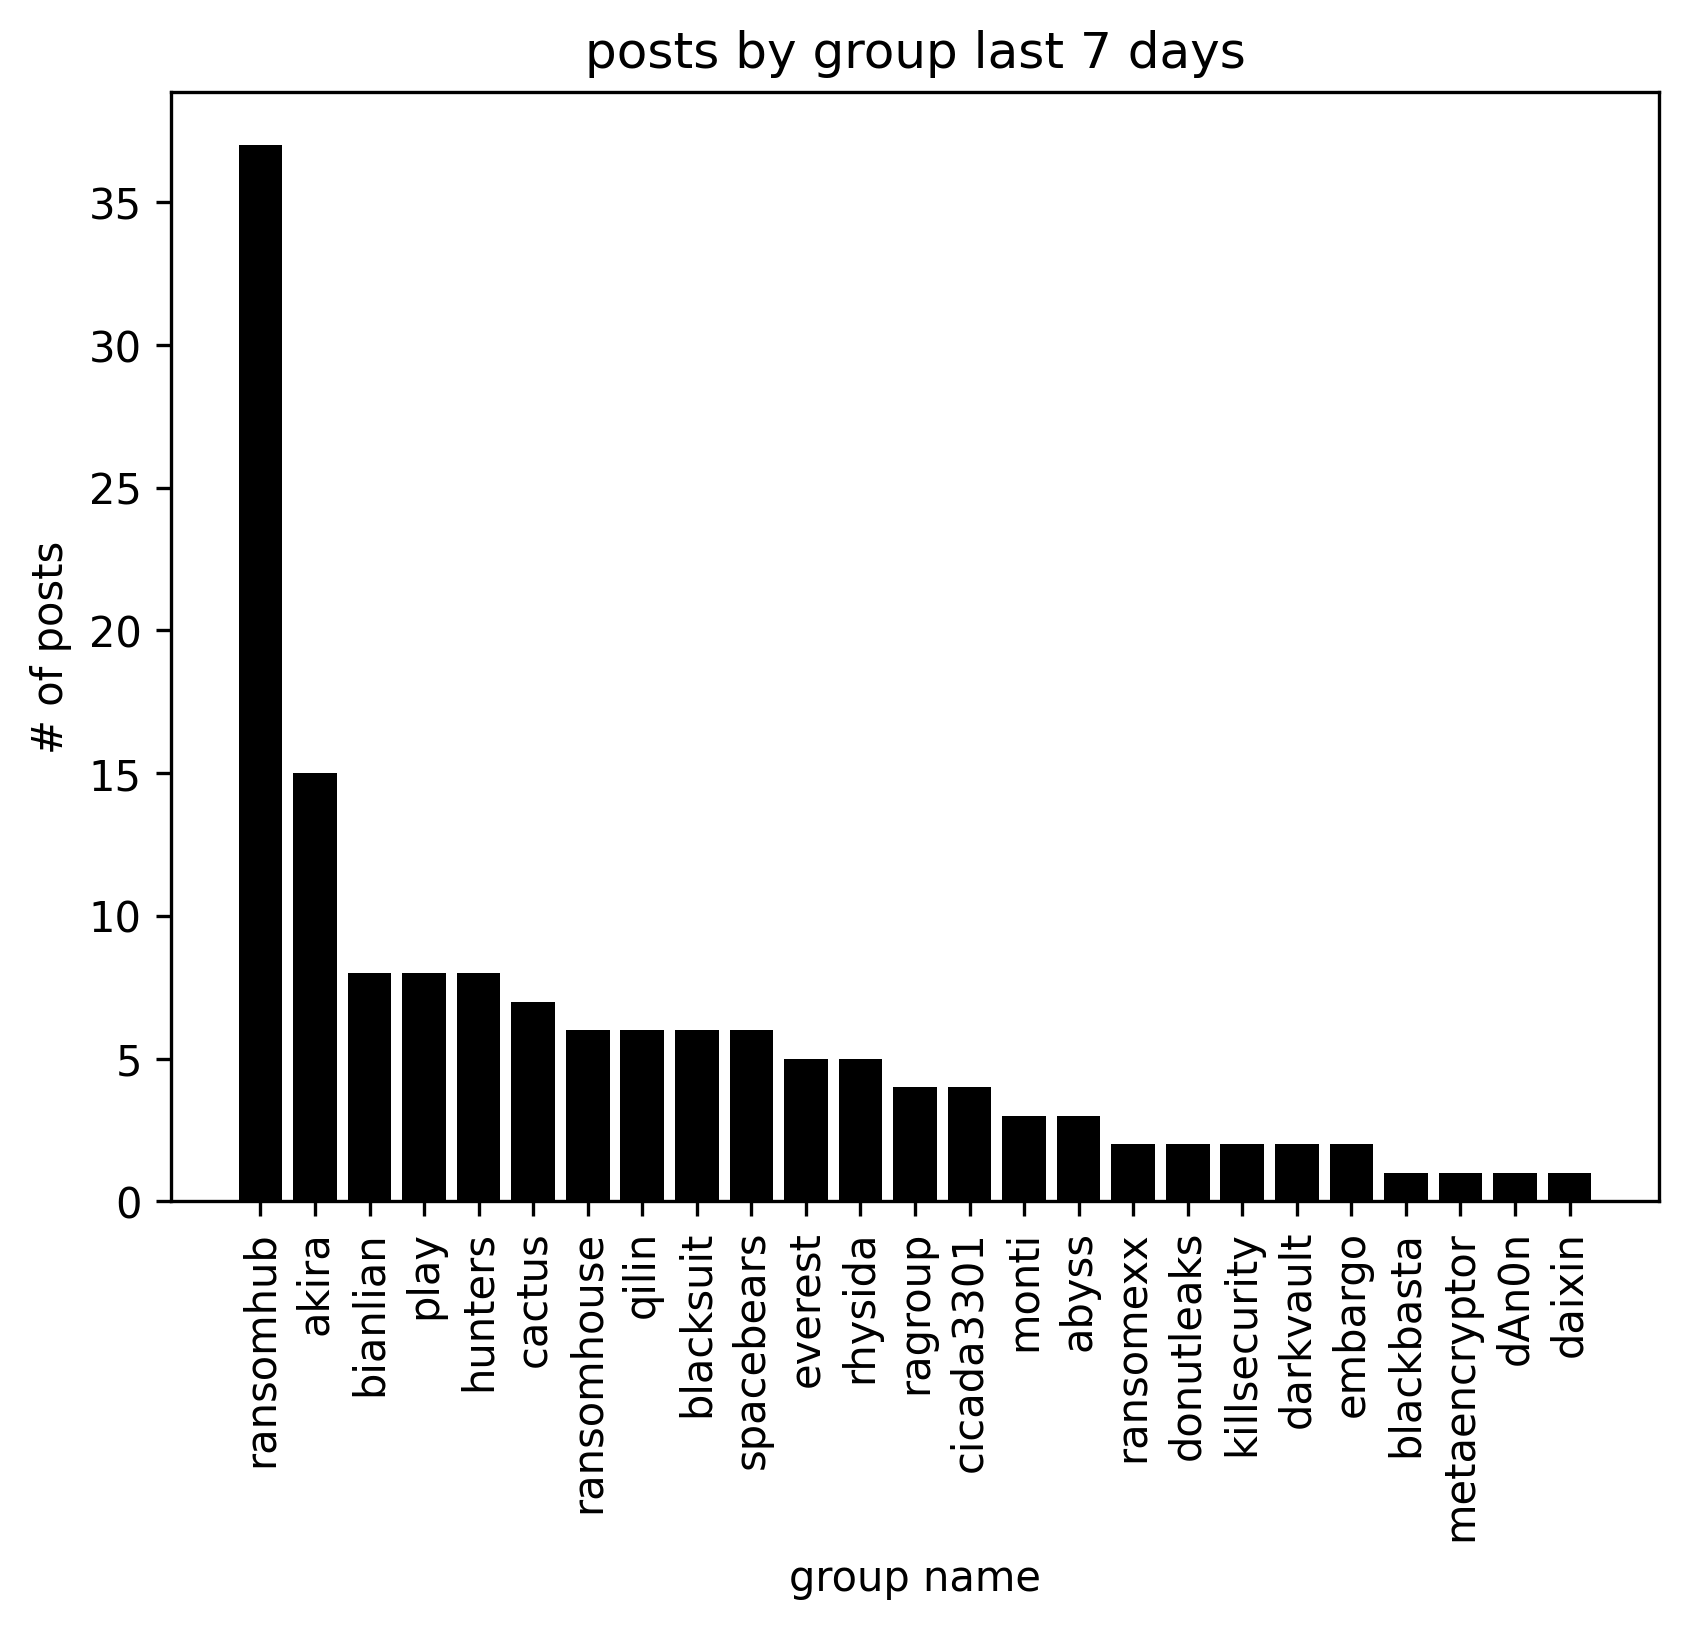 posts by group last 7 days
35
30
25
20
15
10
5
0
# of posts
ransomhub
akira
bianlian
play
hunters
cactus
ransomhouse
qilin
blacksuit
spacebears
everest
rhysida
ragroup
cicada3301
monti
abyss
ransomexx
donutleaks
killsecurity
darkvault
embargo
blackbasta
metaencryptor
dAn0n
daixin
group name